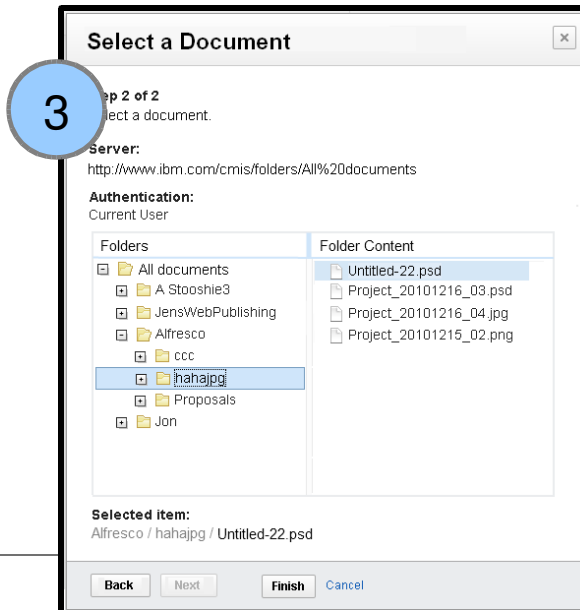 Select a Document
3
ep 2 of 2
lect a document.
Server:
http://www.ibm.com/cmis/folders/All%20documents
Authentication:
Current User
Folders
All documents
A Stooshie3
JensWebPublishing
Alfresco
ccc
hahajpg
Proposals
Jon
Folder Content
Untitled-22.psd
Project_20101216_03.psd
Project_20101216_04.jpg
Project_20101215_02.png
Selected item:
Alfresco / hahajpg / Untitled-22.psd
Back Next Finish Cancel